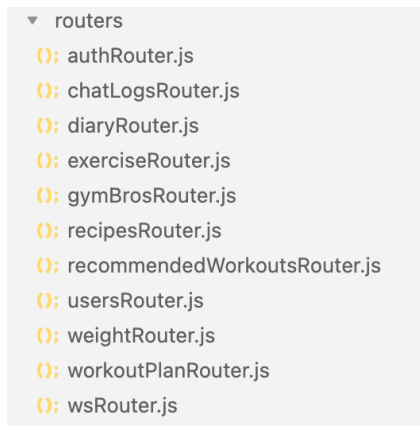 routers
authRouter.js
chatLogsRouter.js
diaryRouter.js
exerciseRouter.js
gymBrosRouter.js
recipesRouter.js
recommendedWorkoutsRouter.js
usersRouter.js
weightRouter.js
workoutPlanRouter.js
wsRouter.js